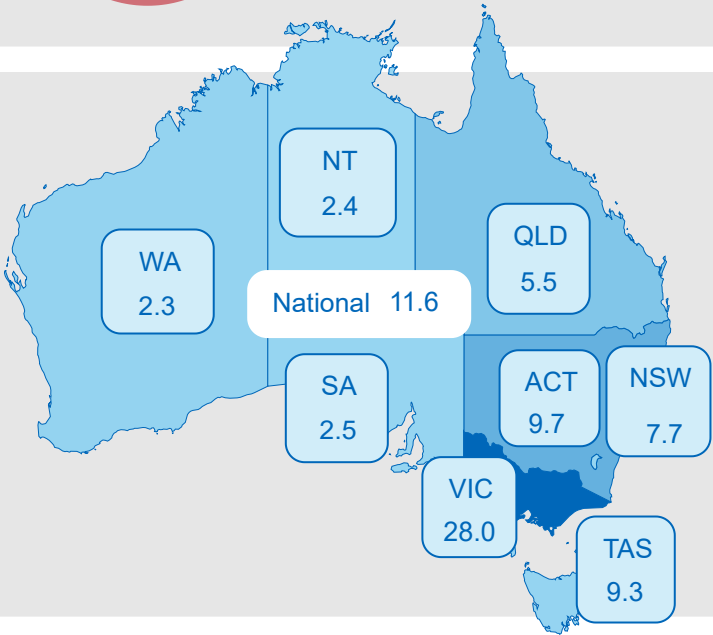 NT
2.4
QLD
5.5
WA
2.3
National 11.6
SA
2.5
ACT
9.7
NSW
7.7
VIC
28.0
TAS
9.3